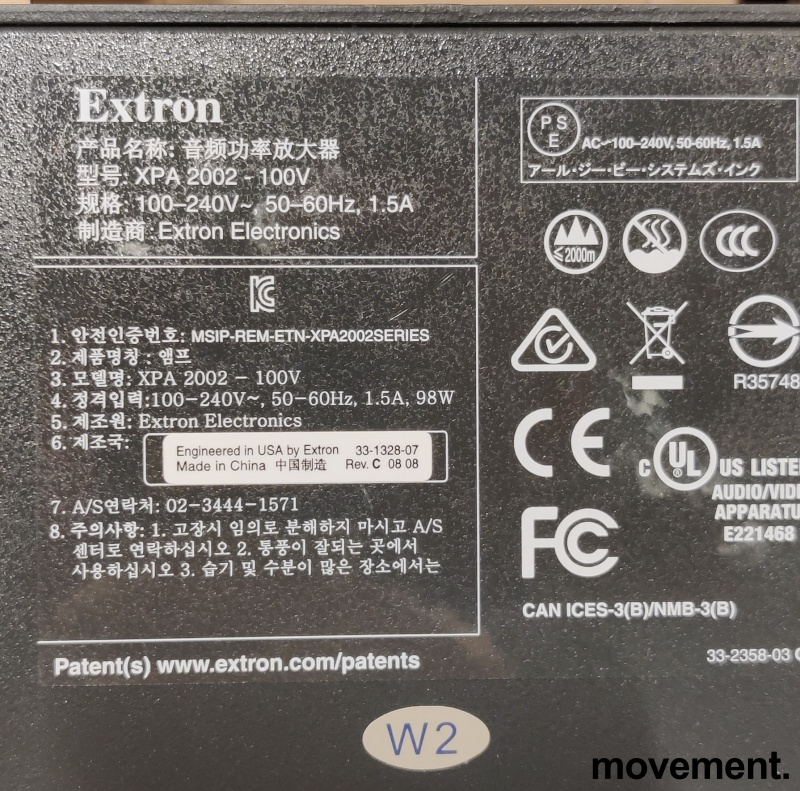 Extron
产品名称: 音频功率放大器
型号: XPA 2002 - 100V
规格: 100–240V~, 50–60Hz, 1.5A
制造商: Extron Electronics
1. 안전인증번호: MSIP-REM-ETN-XPA2002SERIES
2. 제품명칭 : 앰프
3. 모델명: XPA 2002 – 100V
4. 정격입력:100–240V~, 50–60Hz, 1.5A, 98W
5. 제조원: Extron Electronics
6. 제조국:
Engineered in USA by Extron 33-1328-07
Made in China 中国制造 Rev. C 08 08
7. A/S연락처: 02-3444-1571
8. 주의사항: 1. 고장시 임의로 분해하지 마시고 A/S
센터로 연락하십시오 2. 통풍이 잘되는 곳에서
사용하십시오 3. 습기 및 수분이 많은 장소에서는
Patent(s) www.extron.com/patents
PS
E
AC~100–240V, 50-60Hz, 1.5A
アール・ジー・ビー・システムズ・インク
≤2000m
CCC
R35748
CE
C UL US LISTE
AUDIO/VID
APPARATU
E221468
FC
CAN ICES-3(B)/NMB-3(B)
33-2358-03
W2
movement.